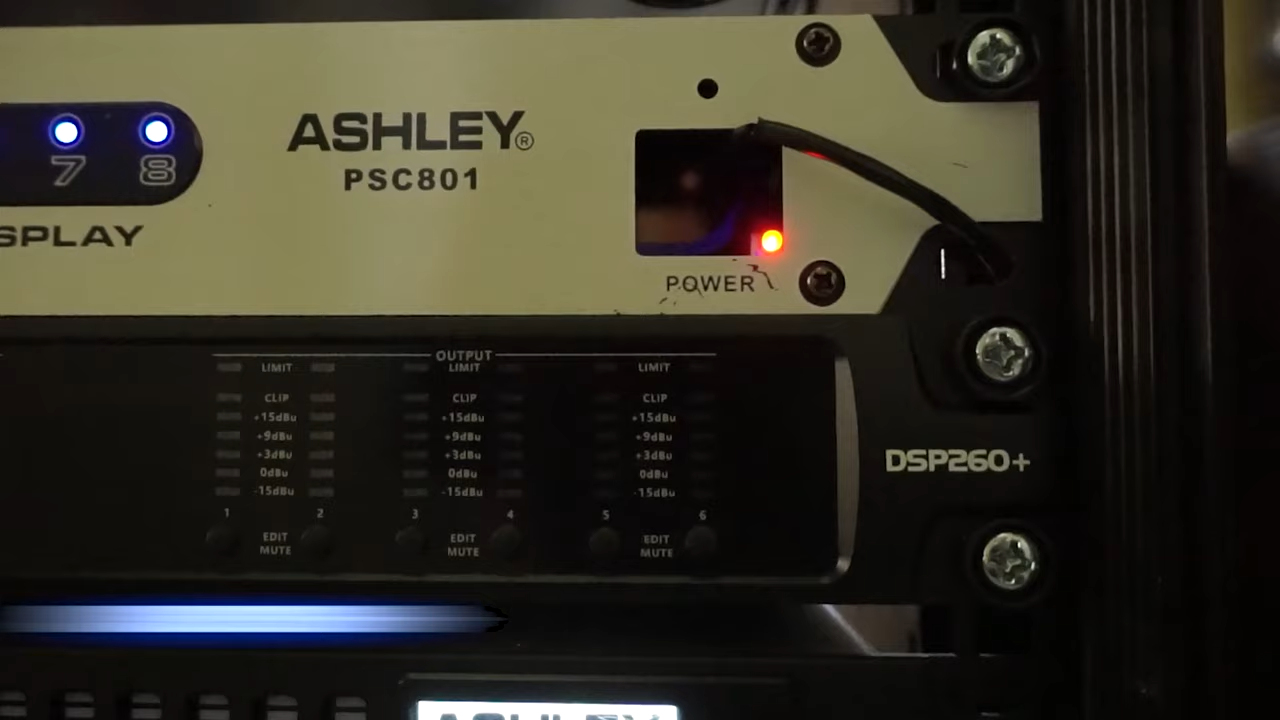 7 8
ASHLEY®
PSC801
SPLAY
POWER
OUTPUT
LIMIT LIMIT LIMIT
CLIP CLIP CLIP
+15dBu +15dBu +15dBu
+9dBu +9dBu +9dBu
+3dBu +3dBu +3dBu
0dBu 0dBu 0dBu
-15dBu -15dBu -15dBu
1 2 3 4 5 6
EDIT EDIT EDIT
MUTE MUTE MUTE
DSP260+
ASHLEY